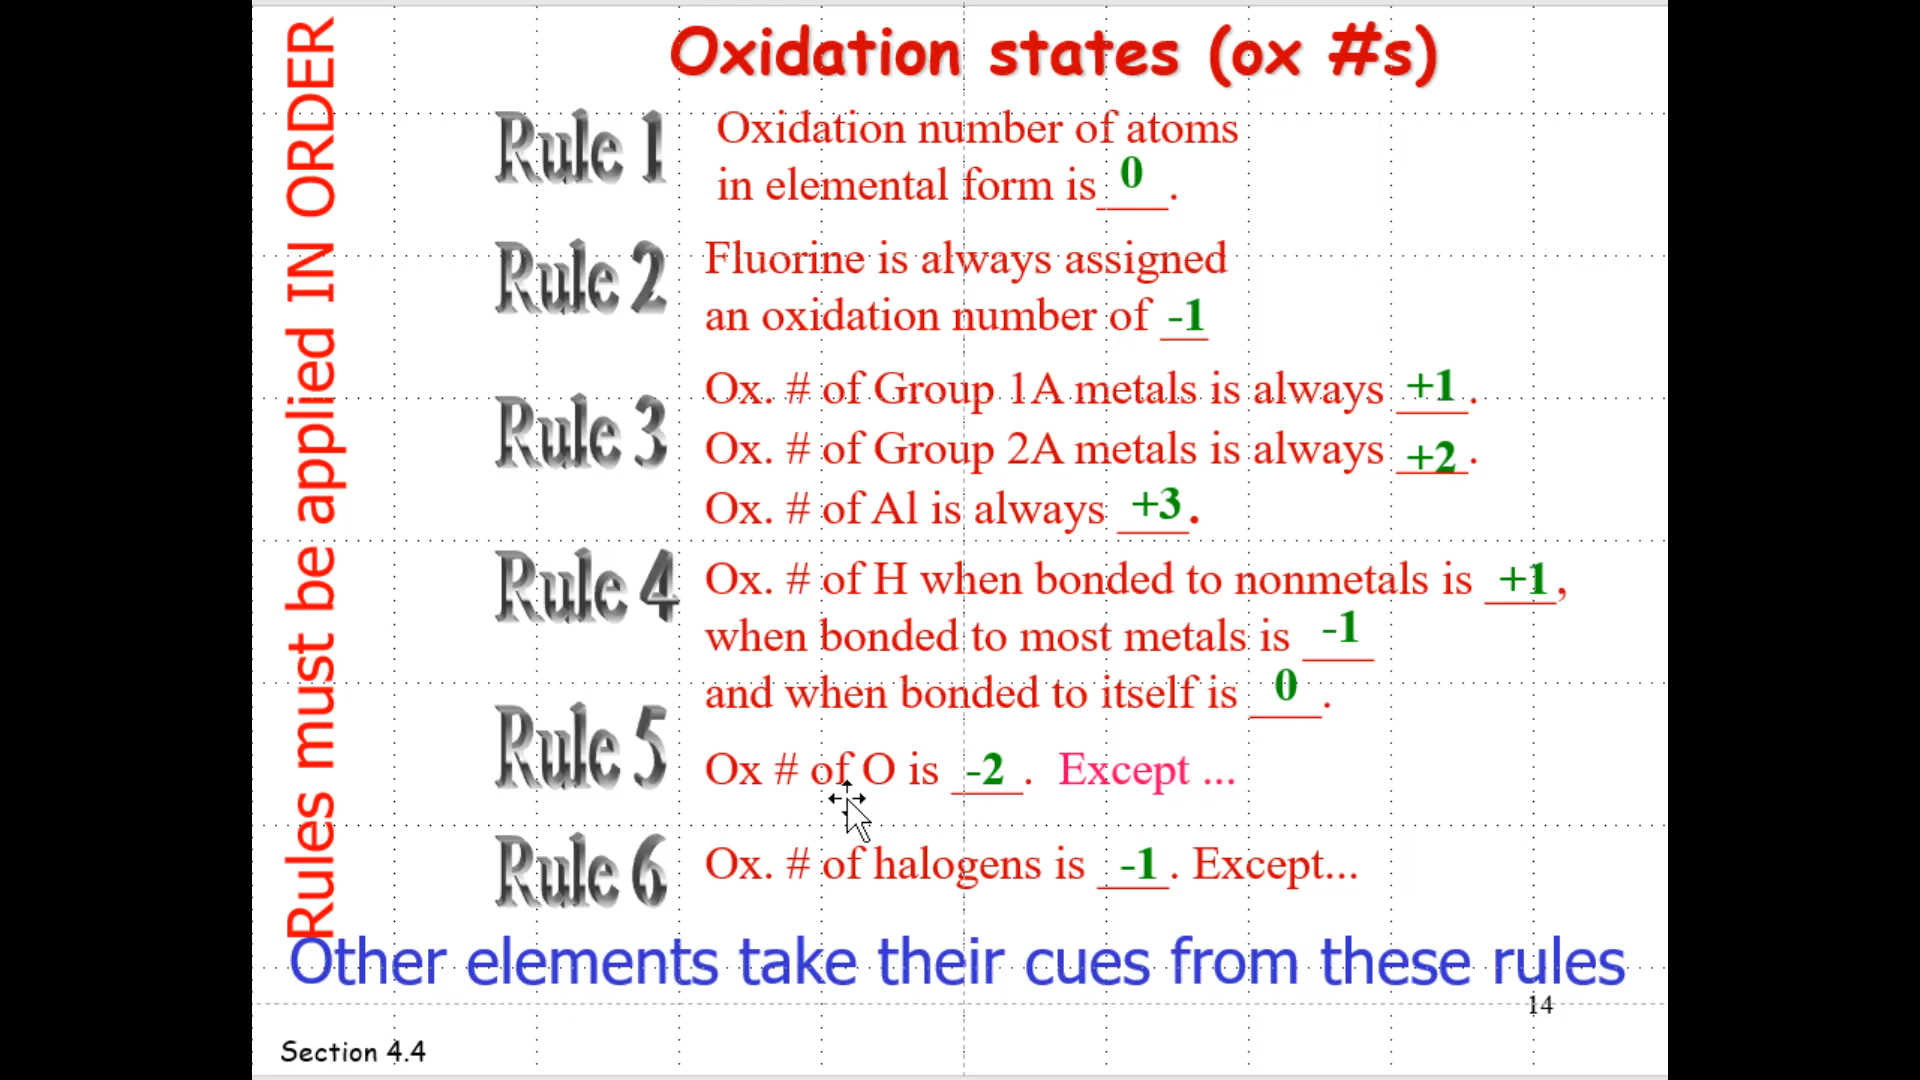 Oxidation states (ox #s)
Rules must be applied IN ORDER
Rule 1
Oxidation number of atoms
in elemental form is 0.
Rule 2
Fluorine is always assigned
an oxidation number of -1
Rule 3
Ox. # of Group 1A metals is always +1.
Ox. # of Group 2A metals is always +2.
Ox. # of Al is always +3.
Rule 4
Ox. # of H when bonded to nonmetals is +1,
when bonded to most metals is -1
and when bonded to itself is 0.
Rule 5
Ox # of O is -2. Except ...
Rule 6
Ox. # of halogens is -1. Except...
Other elements take their cues from these rules
14
Section 4.4